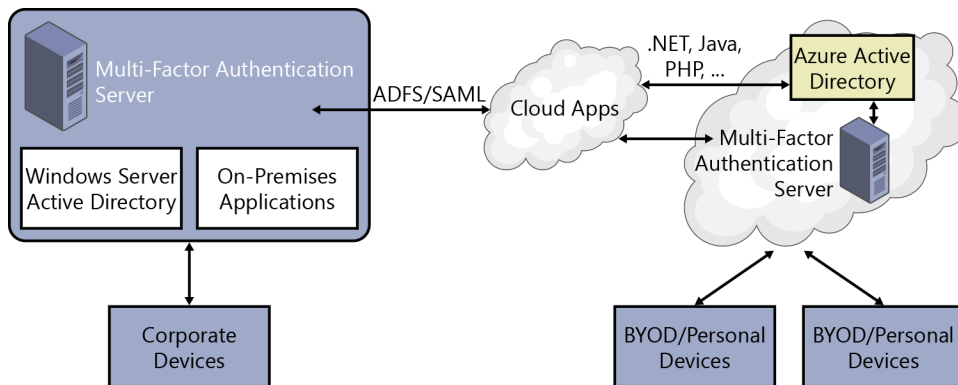 Multi-Factor Authentication
Server
Windows Server
Active Directory
On-Premises
Applications
Corporate
Devices
ADFS/SAML
Cloud Apps
.NET, Java,
PHP, ...
Azure Active
Directory
Multi-Factor
Authentication
Server
BYOD/Personal
Devices
BYOD/Personal
Devices